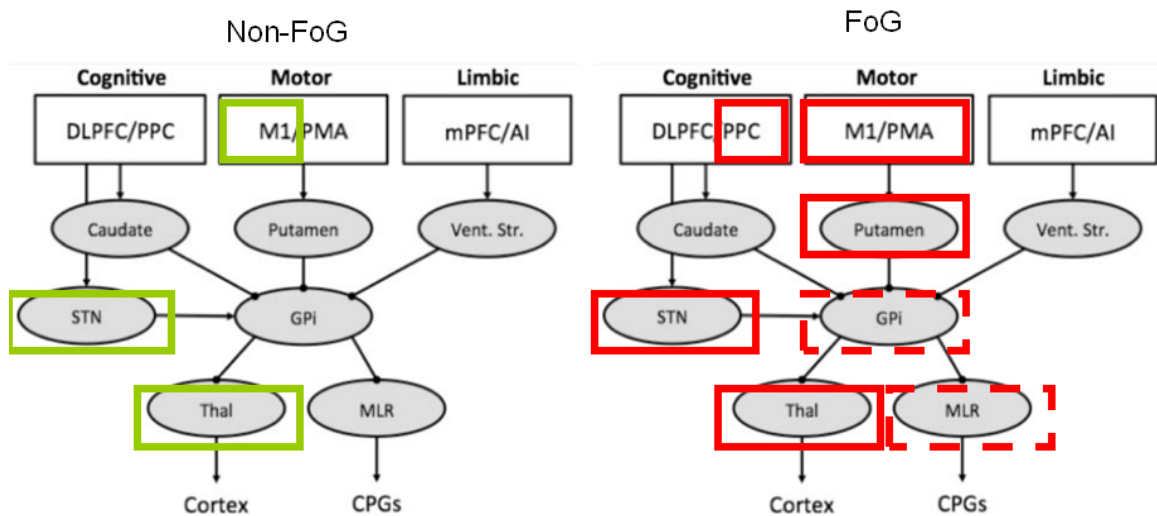 Non-FoG
Cognitive Motor Limbic
DLPFC/PPC M1/PMA mPFC/AI
Caudate Putamen Vent. Str.
STN GPi
Thal MLR
Cortex CPGs
FoG
Cognitive Motor Limbic
DLPFC/PPC M1/PMA mPFC/AI
Caudate Putamen Vent. Str.
STN GPi
Thal MLR
Cortex CPGs